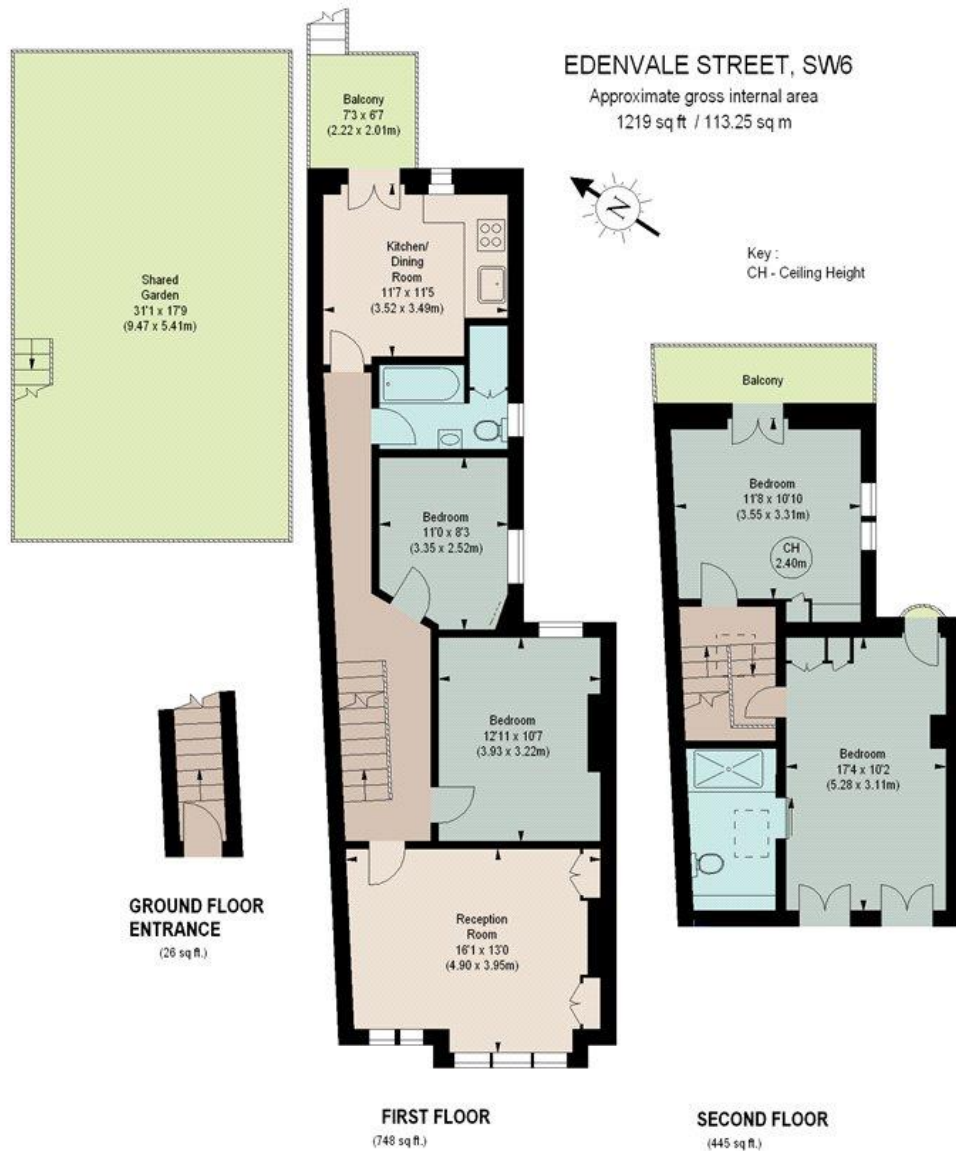 EDENVALE STREET, SW6
Approximate gross internal area
1219 sq ft / 113.25 sq m
N
Key :
CH - Ceiling Height
Balcony
7'3 x 6'7
(2.22 x 2.01m)
Kitchen/
Dining
Room
11'7 x 11'5
(3.52 x 3.49m)
Shared
Garden
31'1 x 17'9
(9.47 x 5.41m)
Bedroom
11'0 x 8'3
(3.35 x 2.52m)
Bedroom
12'11 x 10'7
(3.93 x 3.22m)
Reception
Room
16'1 x 13'0
(4.90 x 3.95m)
Balcony
Bedroom
11'8 x 10'10
(3.55 x 3.31m)
CH
2.40m
Bedroom
17'4 x 10'2
(5.28 x 3.11m)
GROUND FLOOR
ENTRANCE
(26 sq ft.)
FIRST FLOOR
(748 sq ft.)
SECOND FLOOR
(445 sq ft.)